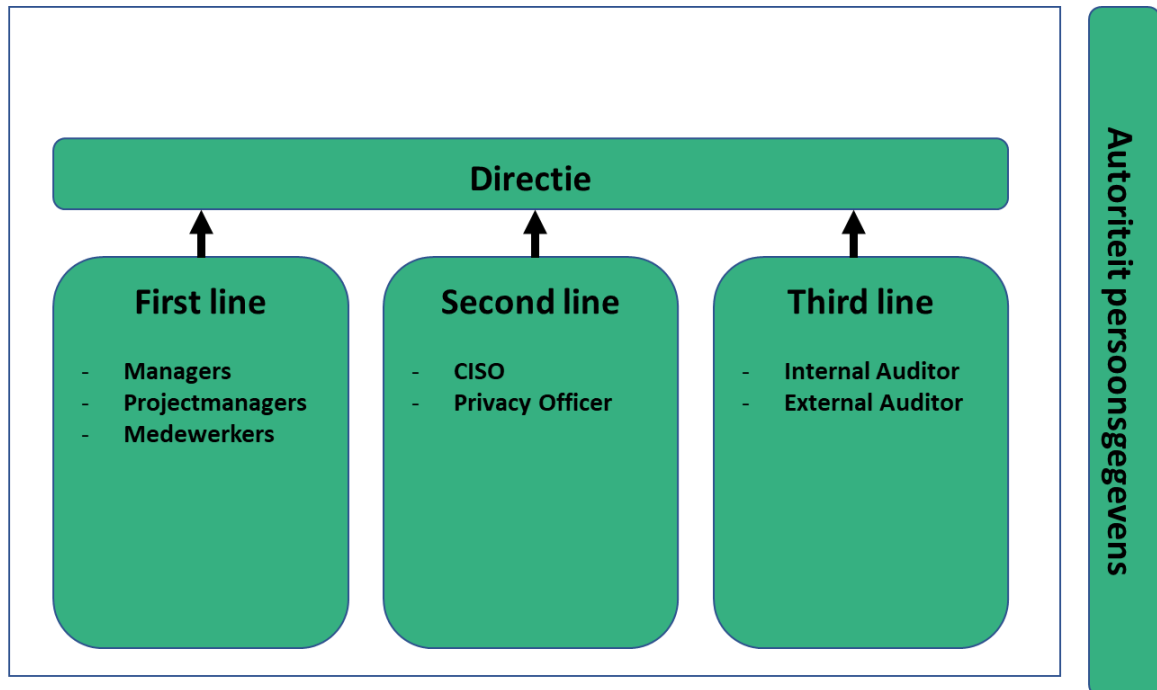 Directie
First line
- Managers
- Projectmanagers
- Medewerkers
Second line
- CISO
- Privacy Officer
Third line
- Internal Auditor
- External Auditor
Autoriteit persoonsgegevens